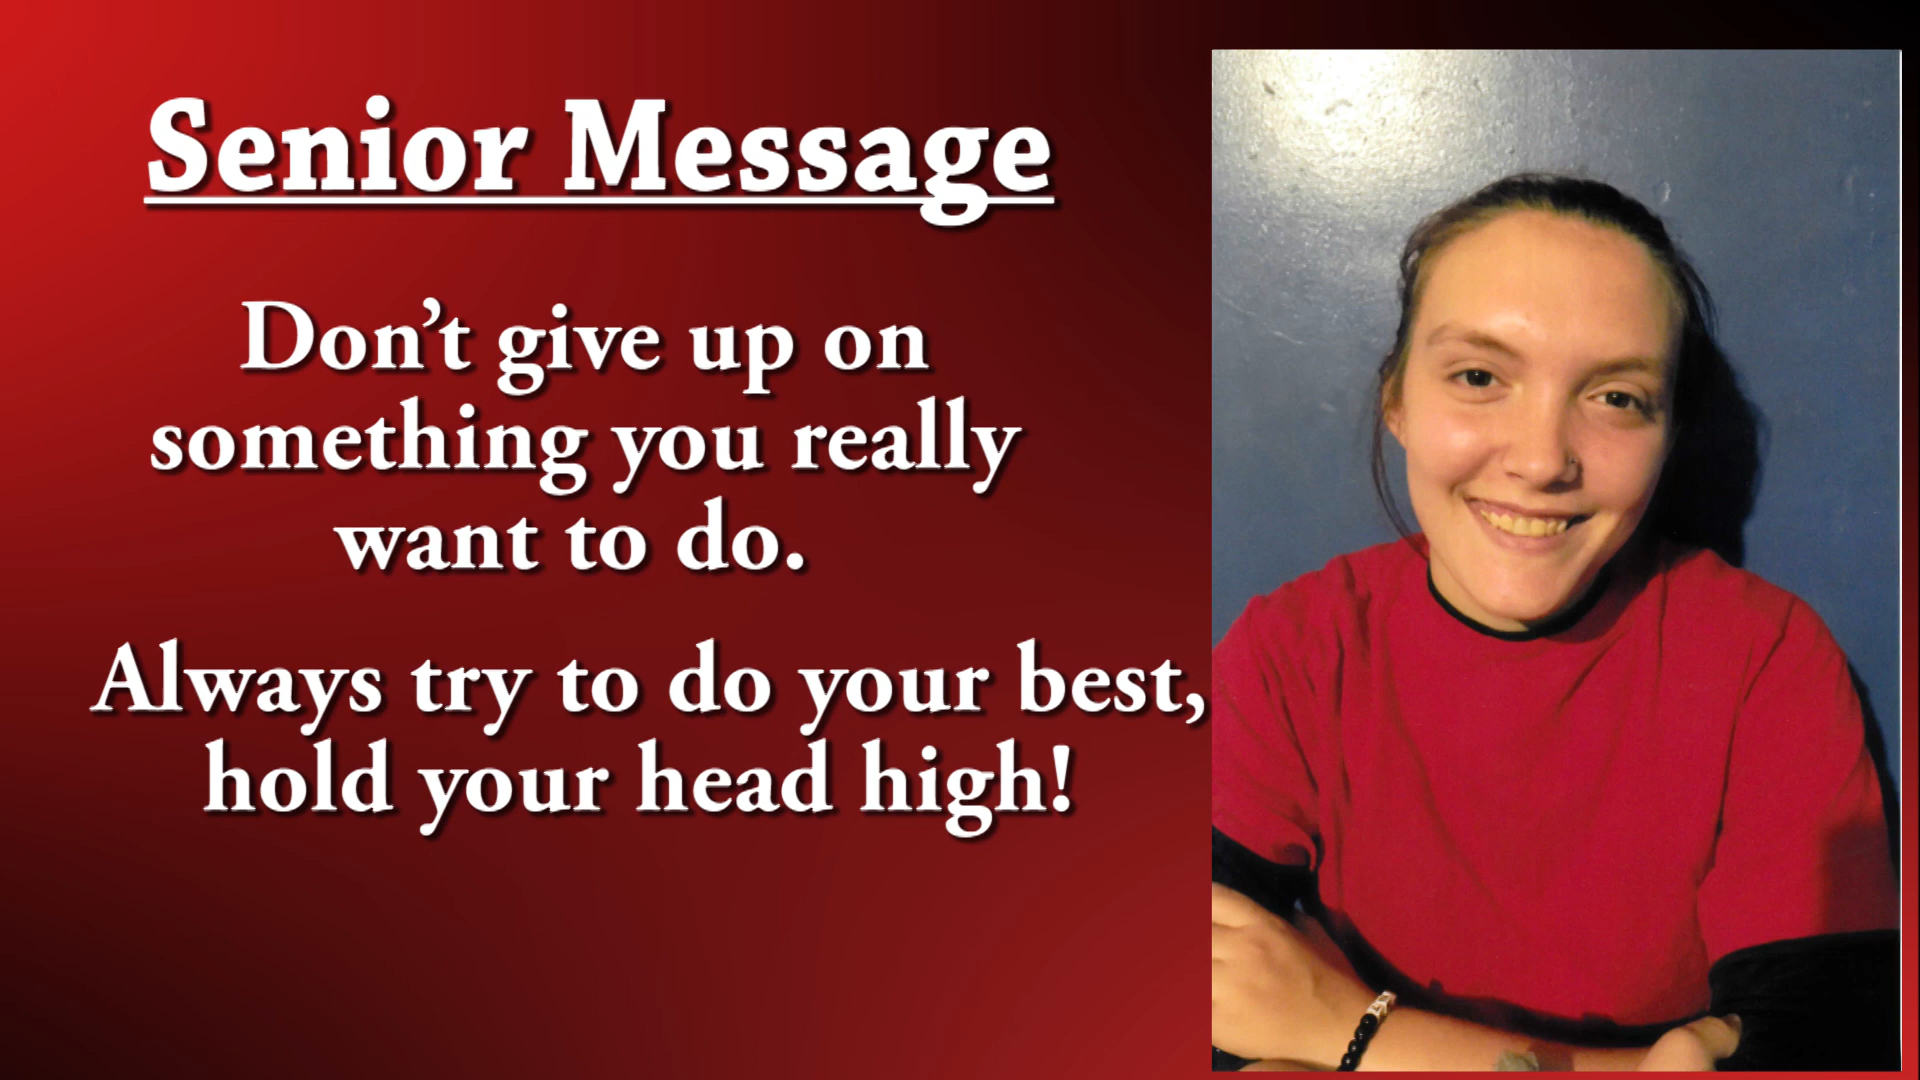 Senior Message
Don’t give up on
something you really
want to do.
Always try to do your best,
hold your head high!